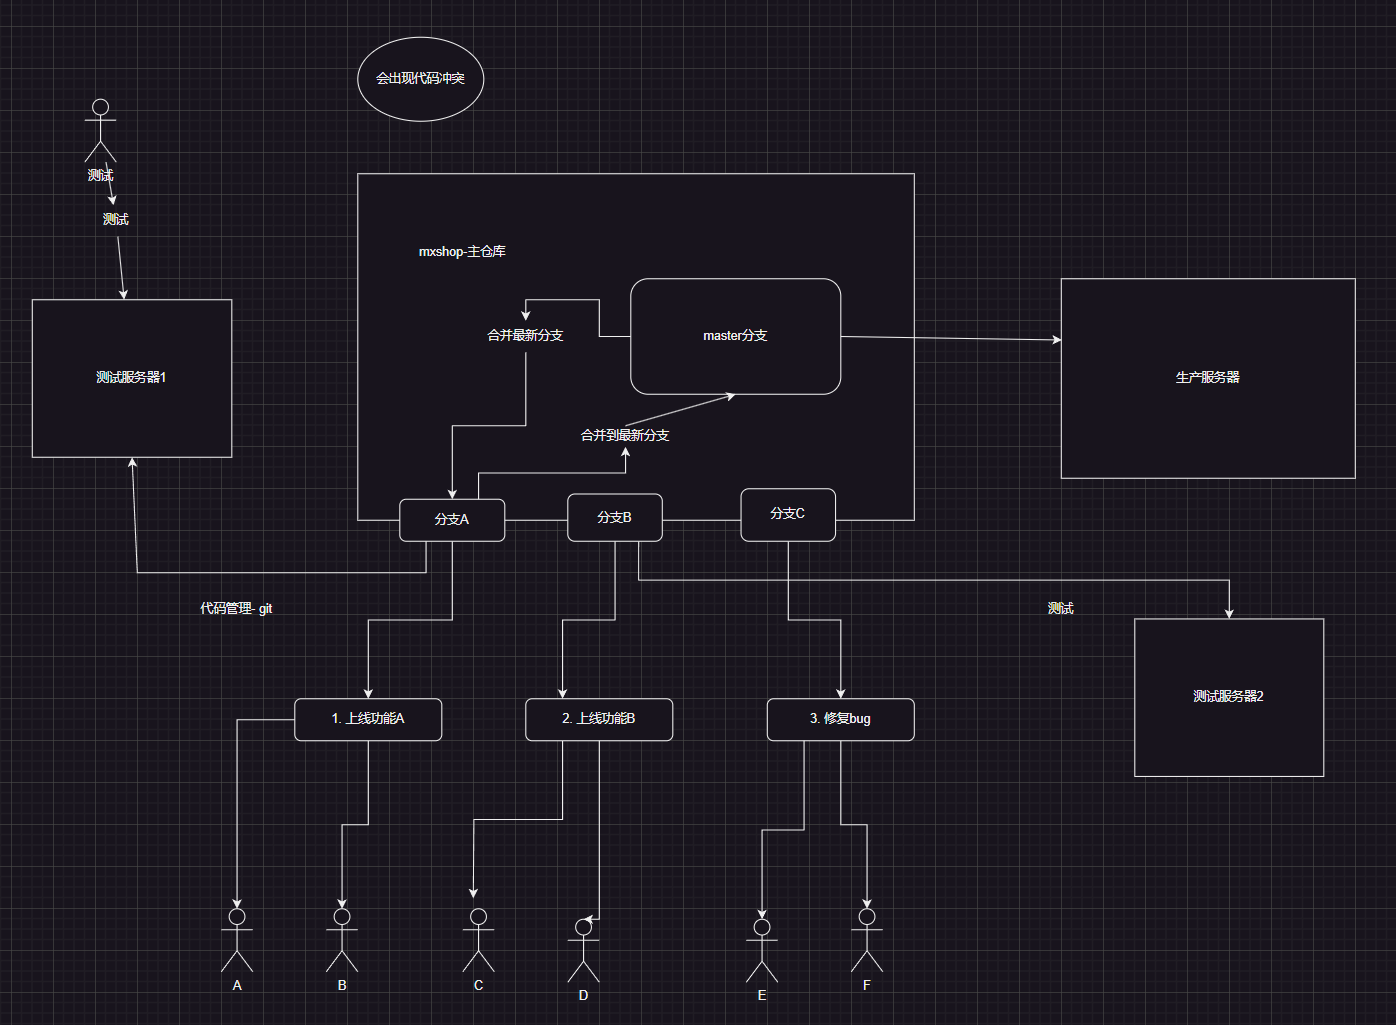 会出现代码冲突
测试
测试
mxshop-主仓库
合并最新分支
master分支
测试服务器1
生产服务器
合并到最新分支
分支A
分支B
分支C
代码管理- git
测试
测试服务器2
1. 上线功能A
2. 上线功能B
3. 修复bug
A
B
C
D
E
F